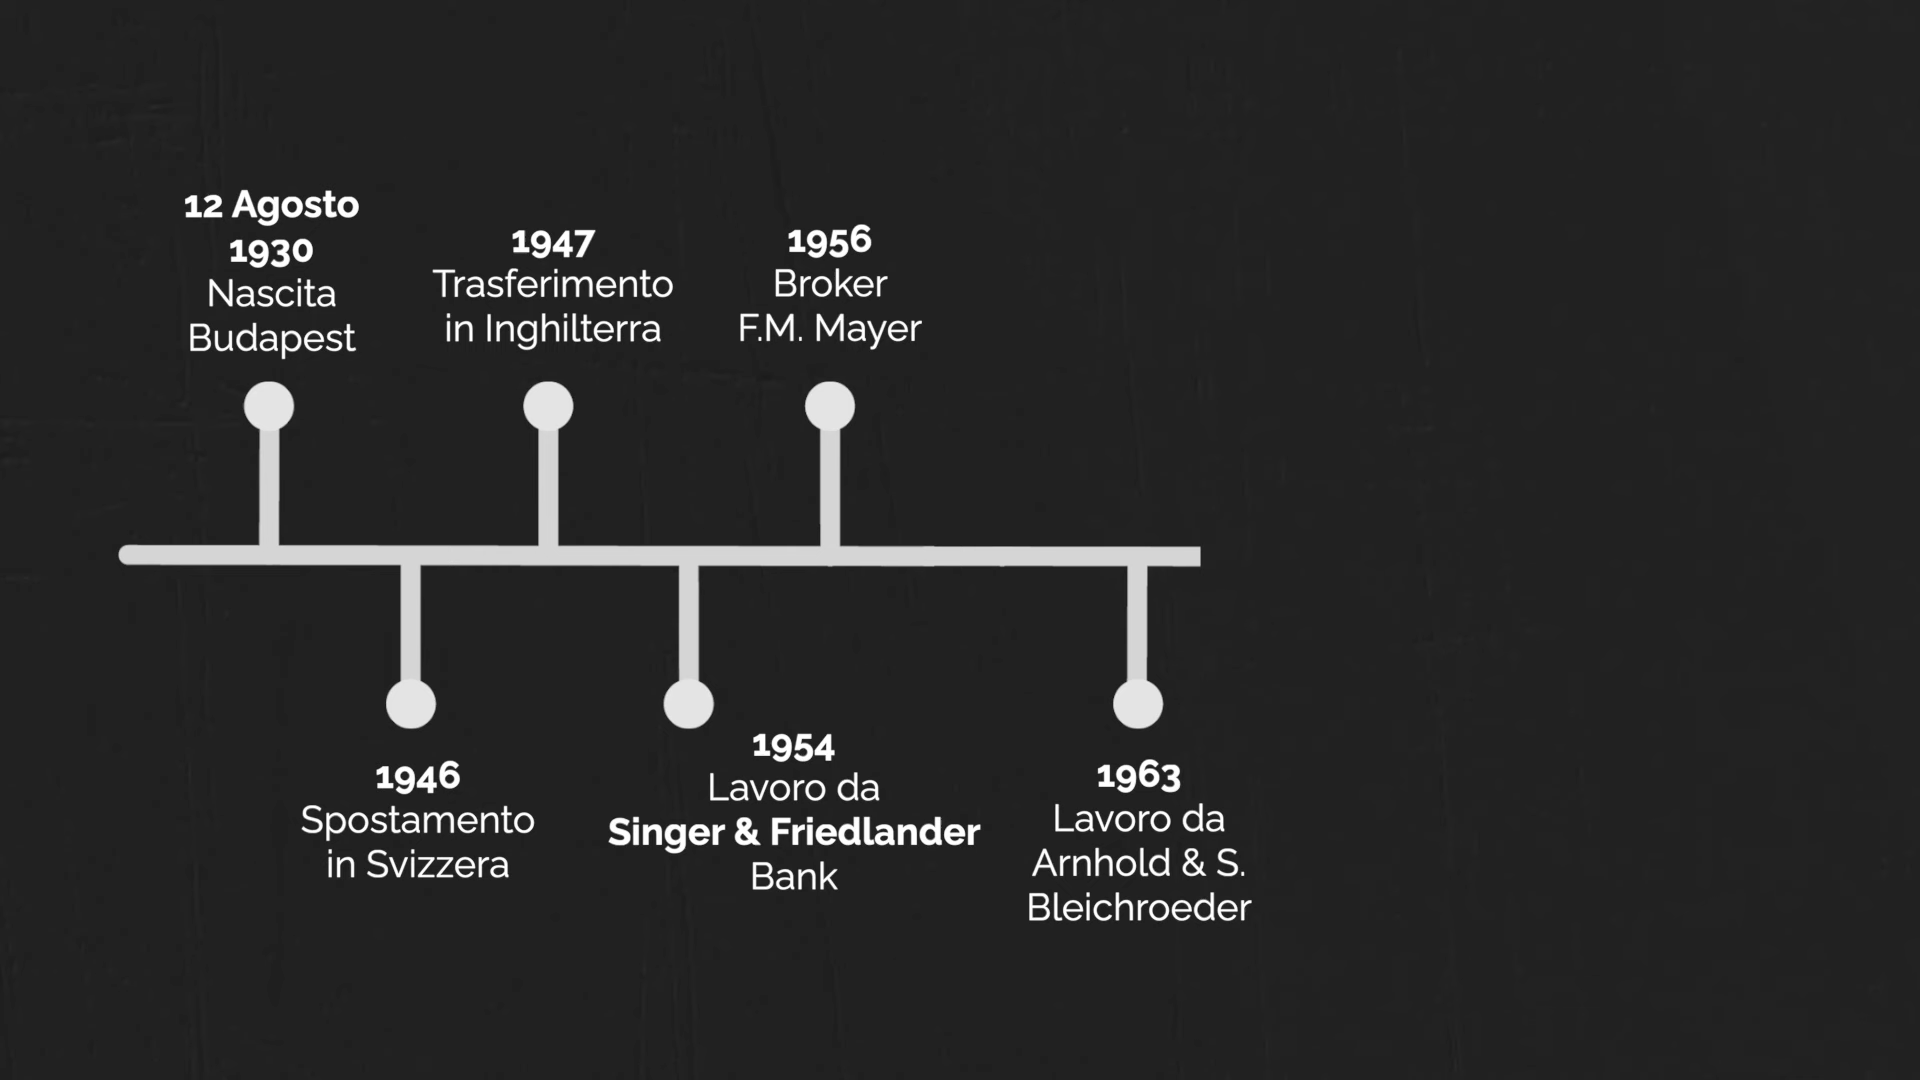 12 Agosto
1930
Nascita
Budapest
1947
Trasferimento
in Inghilterra
1956
Broker
F.M. Mayer
1946
Spostamento
in Svizzera
1954
Lavoro da
Singer & Friedlander
Bank
1963
Lavoro da
Arnhold & S.
Bleichroeder